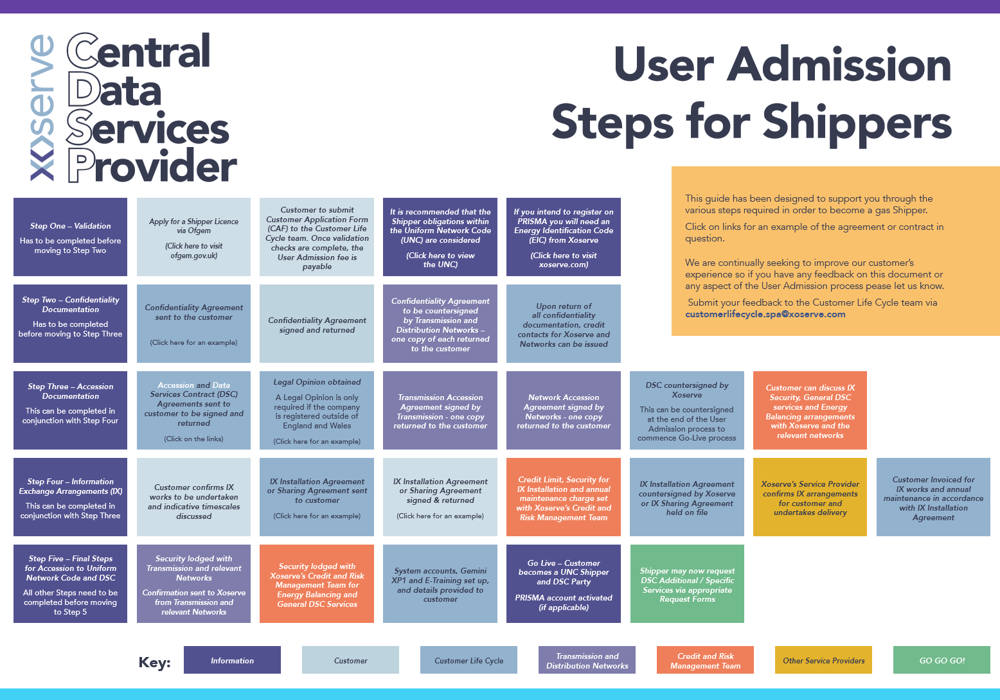 xoserve
Central
Data
Services
Provider
User Admission
Steps for Shippers
This guide has been designed to support you through the
various steps required in order to become a gas Shipper.
Click on links for an example of the agreement or contract in
question.
We are continually seeking to improve our customer's
experience so if you have any feedback on this document or
any aspect of the User Admission process pease let us know.
Submit your feedback to the Customer Life Cycle team via
customerlifecycle.spa@xoserve.com
Step One – Validation
Has to be completed before
moving to Step Two
Apply for a Shipper Licence
via Ofgem
(Click here to visit
ofgem.gov.uk)
Customer to submit
Customer Application Form
(CAF) to the Customer Life
Cycle team. Once validation
checks are complete, the
User Admission fee is
payable
It is recommended that the
Shipper obligations within
the Uniform Network Code
(UNC) are considered
(Click here to view
the UNC)
If you intend to register on
PRISMA you will need an
Energy Identification Code
(EIC) from Xoserve
(Click here to visit
xoserve.com)
Step Two – Confidentiality
Documentation
Has to be completed
before moving to Step Three
Confidentiality Agreement
sent to the customer
(Click here for an example)
Confidentiality Agreement
signed and returned
Confidentiality Agreement
to be countersigned
by Transmission and
Distribution Networks –
one copy of each returned
to the customer
Upon return of
all confidentiality
documentation, credit
contacts for Xoserve and
Networks can be issued
Step Three – Accession
Documentation
This can be completed in
conjunction with Step Four
Accession and Data
Services Contract (DSC)
Agreements sent to
customer to be signed and
returned
(Click on the links)
Legal Opinion obtained
A Legal Opinion is only
required if the company
is registered outside of
England and Wales
(Click here for an example)
Transmission Accession
Agreement signed by
Transmission - one copy
returned to the customer
Network Accession
Agreement signed by
Networks - one copy
returned to the customer
DSC countersigned by
Xoserve
This can be countersigned
at the end of the User
Admission process to
commence Go-Live process
Customer can discuss IX
Security, General DSC
services and Energy
Balancing arrangements
with Xoserve and the
relevant networks
Step Four – Information
Exchange Arrangements (IX)
This can be completed in
conjunction with Step Three
Customer confirms IX
works to be undertaken
and indicative timescales
discussed
IX Installation Agreement
or Sharing Agreement sent
to customer
(Click here for an example)
IX Installation Agreement
or Sharing Agreement
signed & returned
(Click here for an example)
Credit Limit, Security for
IX Installation and annual
maintenance charge set
with Xoserve's Credit and
Risk Management Team
IX Installation Agreement
countersigned by Xoserve
or IX Sharing Agreement
held on file
Xoserve's Service Provider
confirms IX arrangements
for customer and
undertakes delivery
Customer Invoiced for
IX works and annual
maintenance in accordance
with IX Installation
Agreement
Step Five – Final Steps
for Accession to Uniform
Network Code and DSC
All other Steps need to be
completed before moving
to Step 5
Security lodged with
Transmission and relevant
Networks
Confirmation sent to Xoserve
from Transmission and
relevant Networks
Security lodged with
Xoserve's Credit and Risk
Management Team for
Energy Balancing and
General DSC Services
System accounts, Gemini
XP1 and E-Training set up,
and details provided to
customer
Go Live – Customer
becomes a UNC Shipper
and DSC Party
PRISMA account activated
(if applicable)
Shipper may now request
DSC Additional / Specific
Services via appropriate
Request Forms
Key:
Information
Customer
Customer Life Cycle
Transmission and
Distribution Networks
Credit and Risk
Management Team
Other Service Providers
GO GO GO!